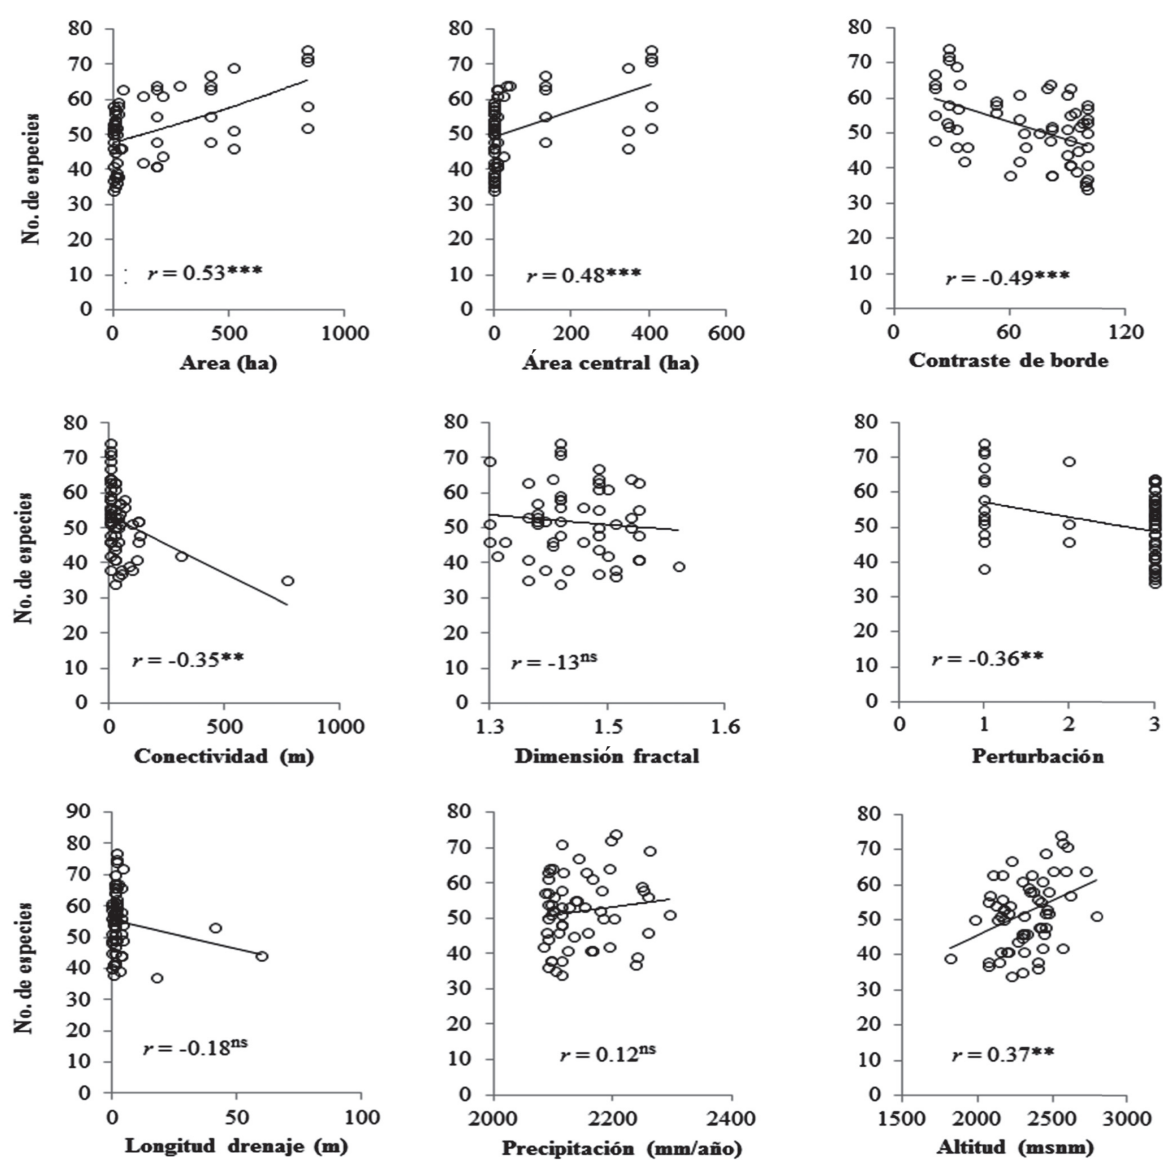 80
70
60
50
40
30
20
10
0
No. de especies
r = 0.53***
0 500 1000
Area (ha)
80
70
60
50
40
30
20
10
0
r = 0.48***
0 200 400 600
Área central (ha)
80
70
60
50
40
30
20
10
0
r = -0.49***
0 60 120
Contraste de borde
80
70
60
50
40
30
20
10
0
No. de especies
r = -0.35**
0 500 1000
Conectividad (m)
80
70
60
50
40
30
20
10
0
r = -13ns
1.3 1.5 1.6
Dimensión fractal
80
70
60
50
40
30
20
10
0
r = -0.36**
0 1 2 3
Perturbación
90
80
70
60
50
40
30
20
10
0
No. de especies
r = -0.18ns
0 50 100
Longitud drenaje (m)
80
70
60
50
40
30
20
10
0
r = 0.12ns
2000 2200 2400
Precipitación (mm/año)
80
70
60
50
40
30
20
10
0
r = 0.37**
1500 2000 2500 3000
Altitud (msnm)